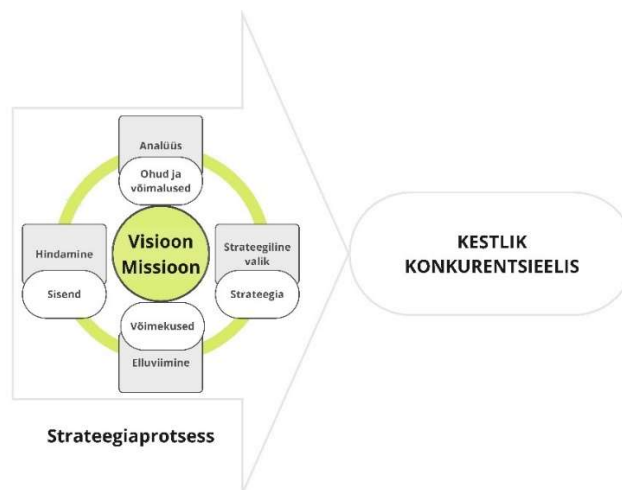 Analüüs
Ohud ja
võimalused
Hindamine
Sisend
Visioon
Missioon
Strateegiline
valik
Strateegia
Võimekused
Elluviimine
Strateegiaprotsess
KESTLIK
KONKURENTSIEELIS